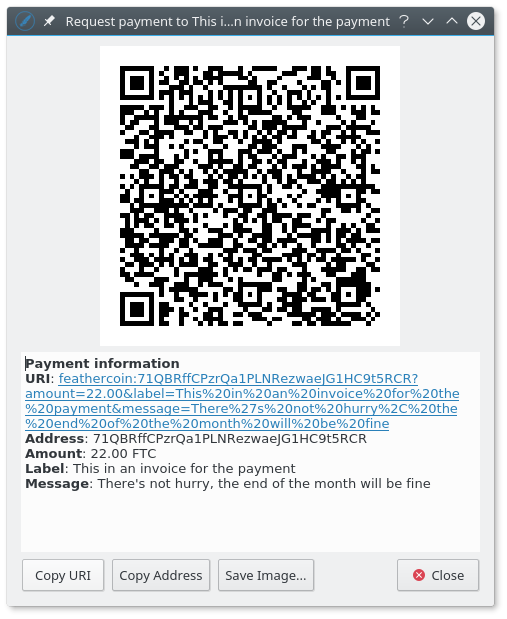 Request payment to This i...n invoice for the payment
Payment information
URI: feathercoin:71QBRffCPzrQa1PLNRezwaeJG1HC9t5RCR?
amount=22.00&label=This%20in%20an%20invoice%20for%20the
%20payment&message=There%27s%20not%20hurry%2C%20the
%20end%20of%20the%20month%20will%20be%20fine
Address: 71QBRffCPzrQa1PLNRezwaeJG1HC9t5RCR
Amount: 22.00 FTC
Label: This in an invoice for the payment
Message: There's not hurry, the end of the month will be fine
Copy URI Copy Address Save Image... Close